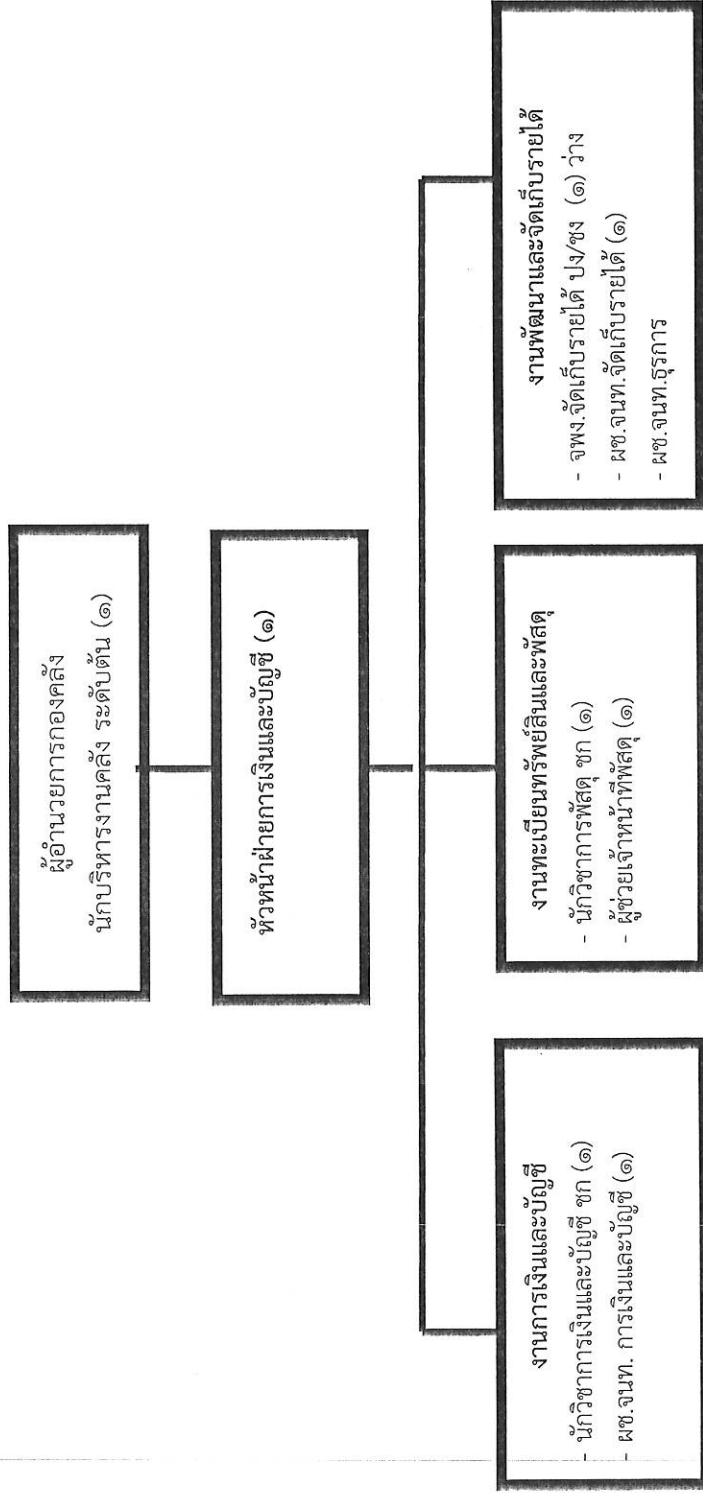 ผู้อำนวยการกองคลัง
นักบริหารงานคลัง ระดับต้น (๑)
หัวหน้าฝ่ายการเงินและบัญชี (๑)
งานการเงินและบัญชี
- นักวิชาการเงินและบัญชี ชก (๑)
- ผช.จนท. การเงินและบัญชี (๑)
งานทะเบียนทรัพย์สินและพัสดุ
- นักวิชาการพัสดุ ชก (๑)
- ผู้ช่วยเจ้าหน้าที่พัสดุ (๑)
งานพัฒนาและจัดเก็บรายได้
- จพง.จัดเก็บรายได้ ปง/ชง (๑) ว่าง
- ผช.จนท.จัดเก็บรายได้ (๑)
- ผช.จนท.ธุรการ